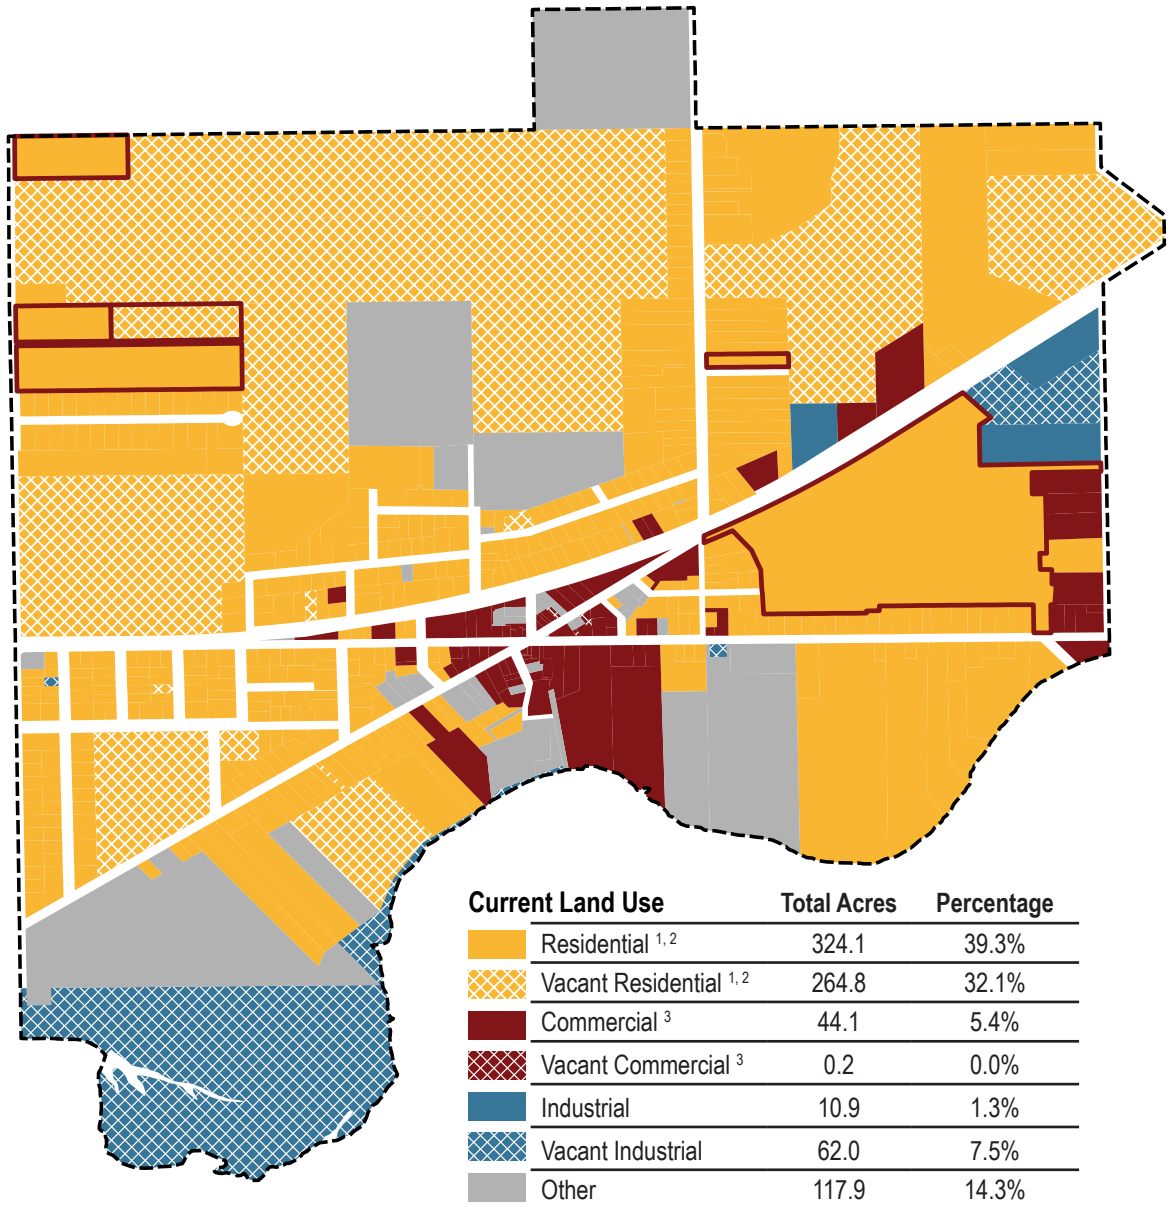 Current Land Use Total Acres Percentage
Residential 1, 2 324.1 39.3%
Vacant Residential 1, 2 264.8 32.1%
Commercial 3 44.1 5.4%
Vacant Commercial 3 0.2 0.0%
Industrial 10.9 1.3%
Vacant Industrial 62.0 7.5%
Other 117.9 14.3%